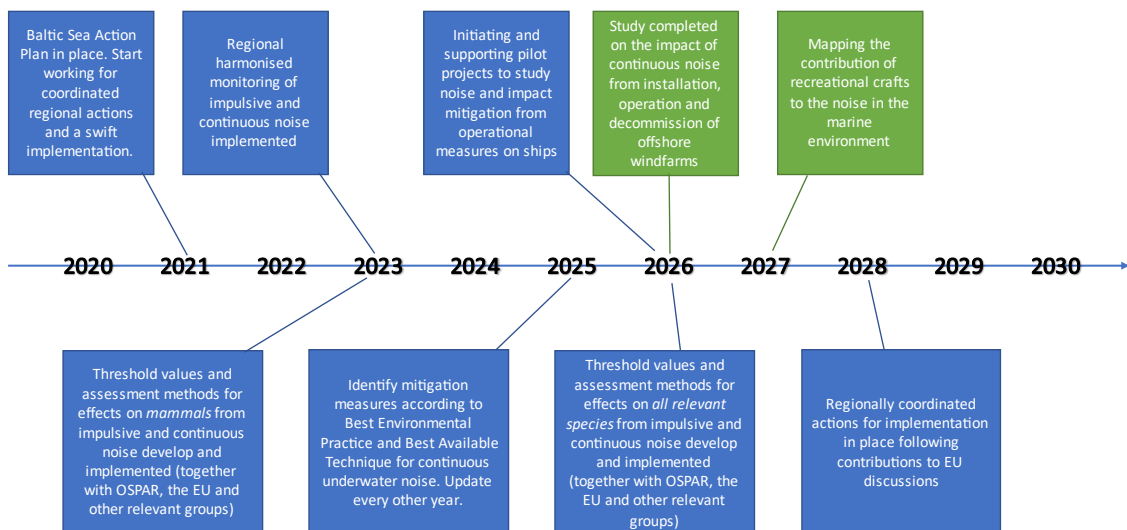 Baltic Sea Action
Plan in place. Start
working for
coordinated
regional actions
and a swift
implementation.
Regional
harmonised
monitoring of
impulsive and
continuous noise
implemented
Initiating and
supporting pilot
projects to study
noise and impact
mitigation from
operational
measures on ships
Study completed
on the impact of
continuous noise
from installation,
operation and
decommission of
offshore
windfarms
Mapping the
contribution of
recreational crafts
to the noise in the
marine
environment
2020 2021 2022 2023 2024 2025 2026 2027 2028 2029 2030
Threshold values and
assessment methods for
effects on mammals from
impulsive and continuous
noise develop and
implemented (together
with OSPAR, the EU and
other relevant groups)
Identify mitigation
measures according to
Best Environmental
Practice and Best Available
Technique for continuous
underwater noise. Update
every other year.
Threshold values and
assessment methods for
effects on all relevant
species from impulsive and
continuous noise develop
and implemented
(together with OSPAR, the
EU and other relevant
groups)
Regionally coordinated
actions for implementation
in place following
contributions to EU
discussions